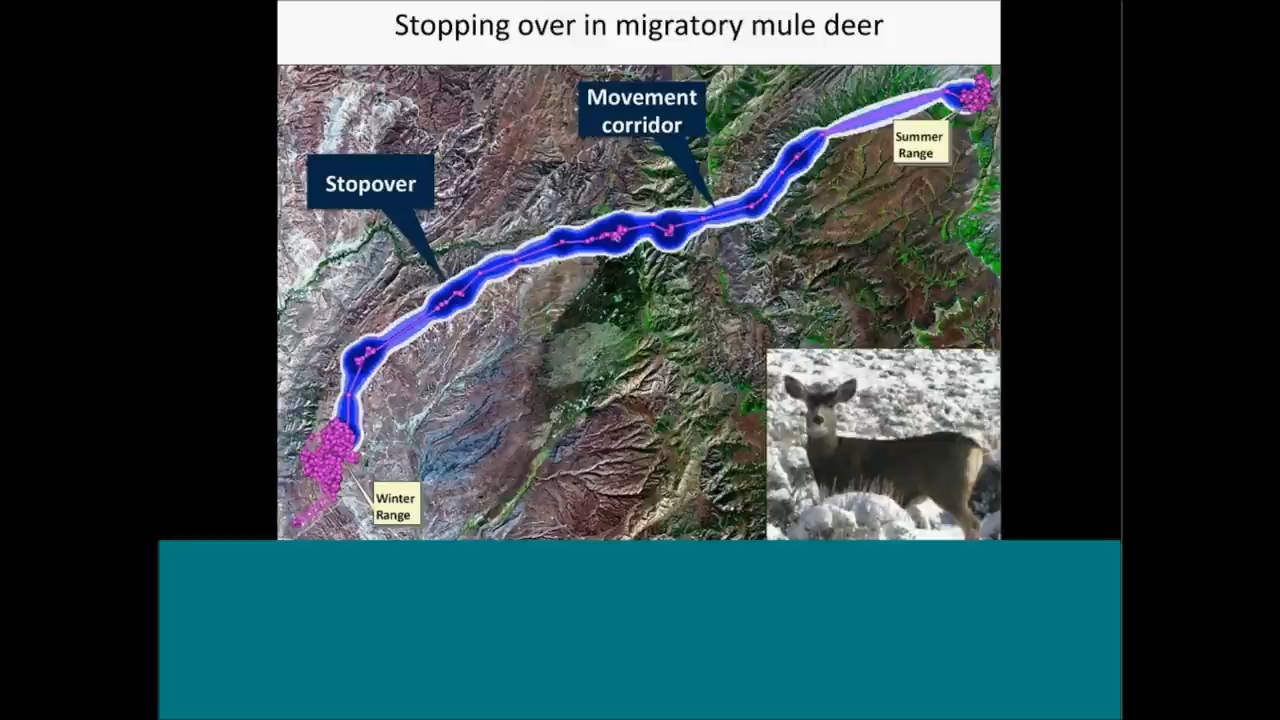 Stopping over in migratory mule deer
Movement
corridor
Summer
Range
Stopover
Winter
Range